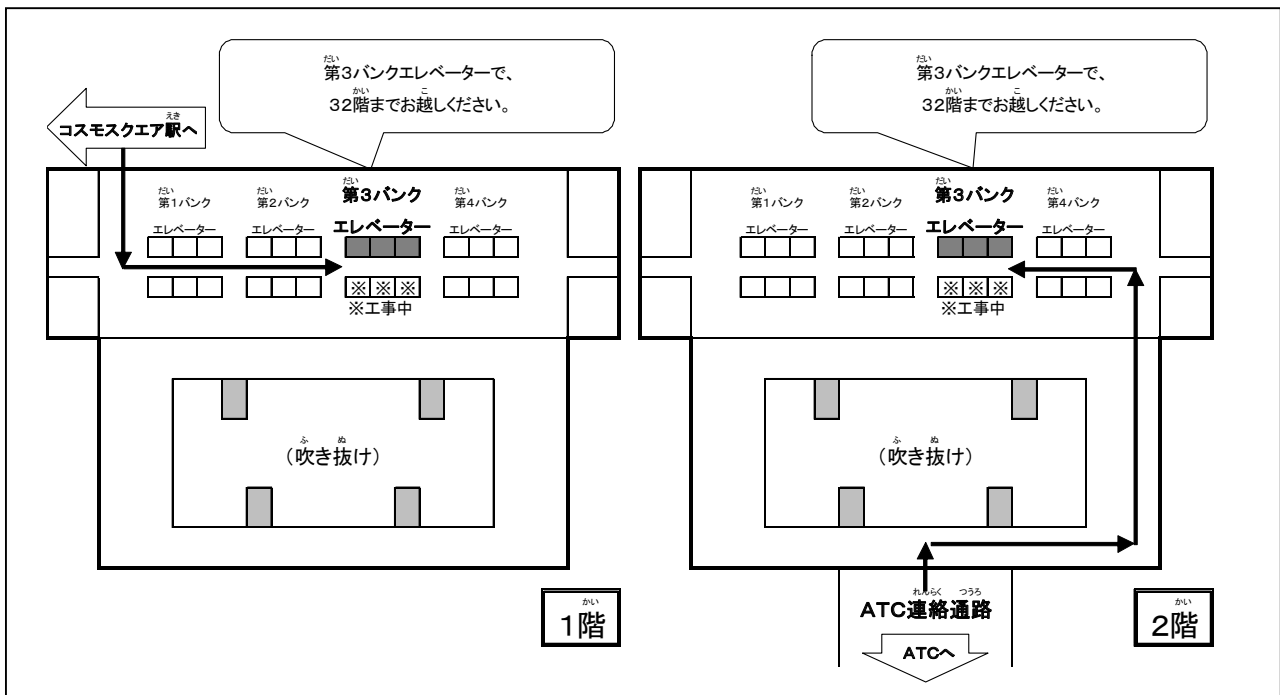 第3バンクエレベーターで、
32階までお越しください。
コスモスクエア駅へ
第1バンク
エレベーター
第2バンク
エレベーター
第3バンク
エレベーター
第4バンク
エレベーター
※ ※ ※
※工事中
(吹き抜け)
1階
第3バンクエレベーターで、
32階までお越しください。
第1バンク
エレベーター
第2バンク
エレベーター
第3バンク
エレベーター
第4バンク
エレベーター
※ ※ ※
※工事中
(吹き抜け)
ATC連絡通路
ATCへ
2階